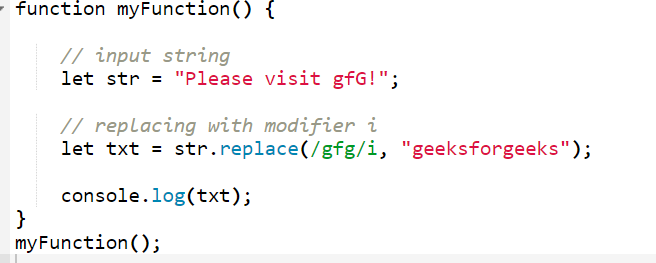 function myFunction() {
// input string
let str = "Please visit gfG!";
// replacing with modifier i
let txt = str.replace(/gfg/i, "geeksforgeeks");
console.log(txt);
}
myFunction();